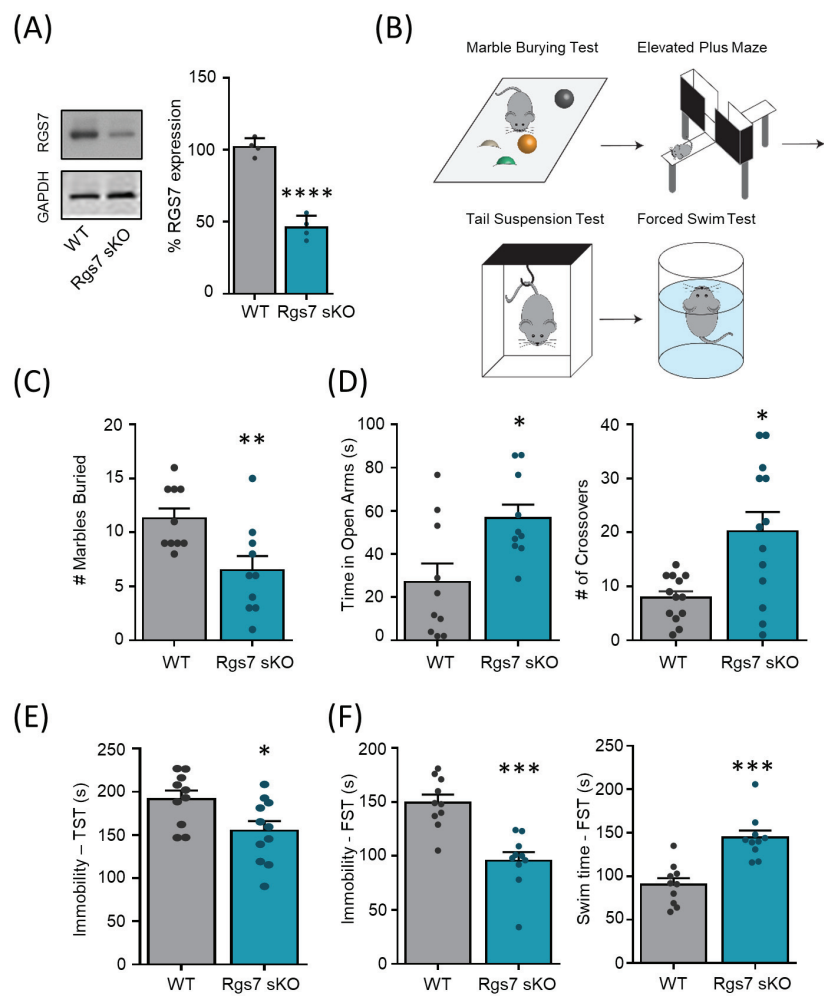 (A)
RGS7
GAPDH
WT
Rgs7 sKO
% RGS7 expression
150
100
50
0
****
WT
Rgs7 sKO
(B)
Marble Burying Test
Elevated Plus Maze
Tail Suspension Test
Forced Swim Test
(C)
# Marbles Buried
20
15
10
5
0
**
WT
Rgs7 sKO
(D)
Time in Open Arms (s)
100
80
60
40
20
0
*
WT
Rgs7 sKO
# of Crossovers
40
30
20
10
0
*
WT
Rgs7 sKO
(E)
Immobility – TST (s)
250
200
150
100
50
0
*
WT
Rgs7 sKO
(F)
Immobility - FST (s)
200
150
100
50
0
***
WT
Rgs7 sKO
Swim time - FST (s)
250
200
150
100
50
0
***
WT
Rgs7 sKO